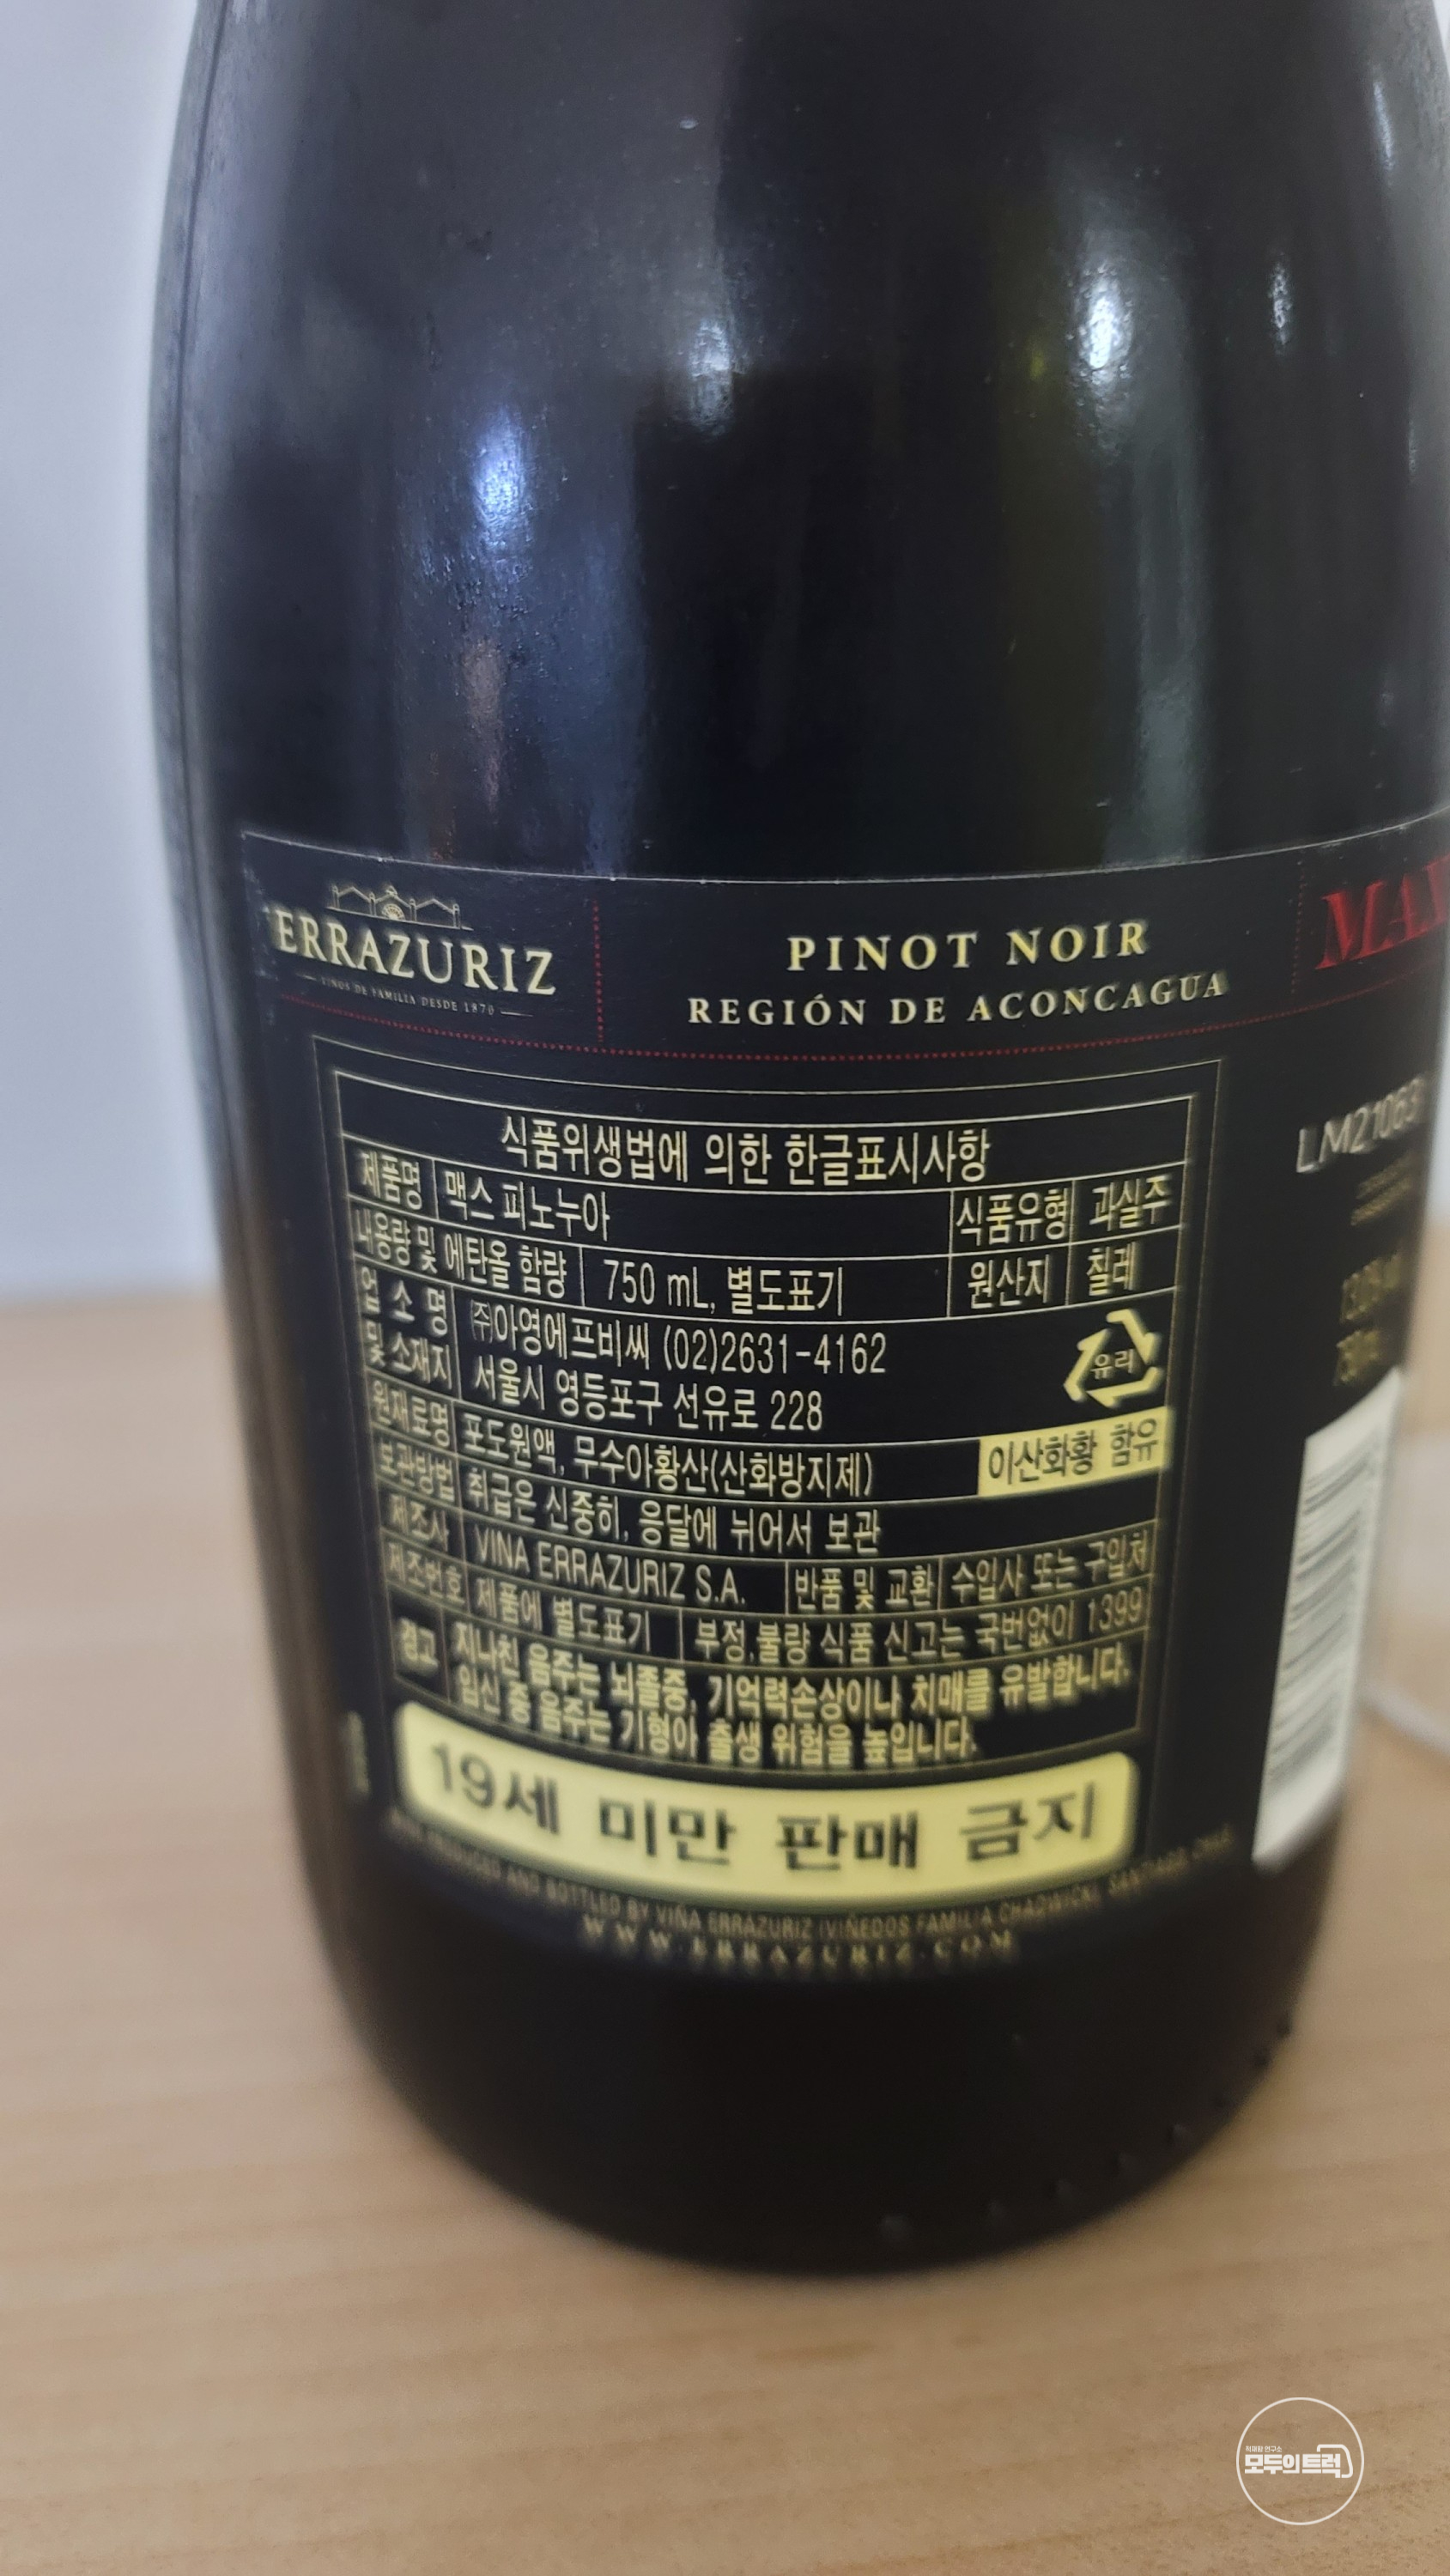 ERRAZURIZ
VINOS DE FAMILIA DESDE 1870
PINOT NOIR
REGIÓN DE ACONCAGUA
MAX
식품위생법에 의한 한글표시사항
제품명 맥스 피노누아 식품유형 과실주
내용량 및 에탄올 함량 750 mL, 별도표기 원산지 칠레
업소명 ㈜아영에프비씨 (02)2631-4162
및 소재지 서울시 영등포구 선유로 228
유리
원재료명 포도원액, 무수아황산(산화방지제) 이산화황 함유
보관방법 취급은 신중히, 응달에 뉘어서 보관
제조사 VINA ERRAZURIZ S.A. 반품 및 교환 수입사 또는 구입처
제조번호 제품에 별도표기 부정,불량 식품 신고는 국번없이 1399
경고 지나친 음주는 뇌졸중, 기억력손상이나 치매를 유발합니다.
임신 중 음주는 기형아 출생 위험을 높입니다.
19세 미만 판매 금지
PRODUCED AND BOTTLED BY VIÑA ERRAZURIZ (VIÑEDOS FAMILIA CHADWICK), SANTIAGO, CHILE
WWW.ERRAZURIZ.COM
모두의트럭